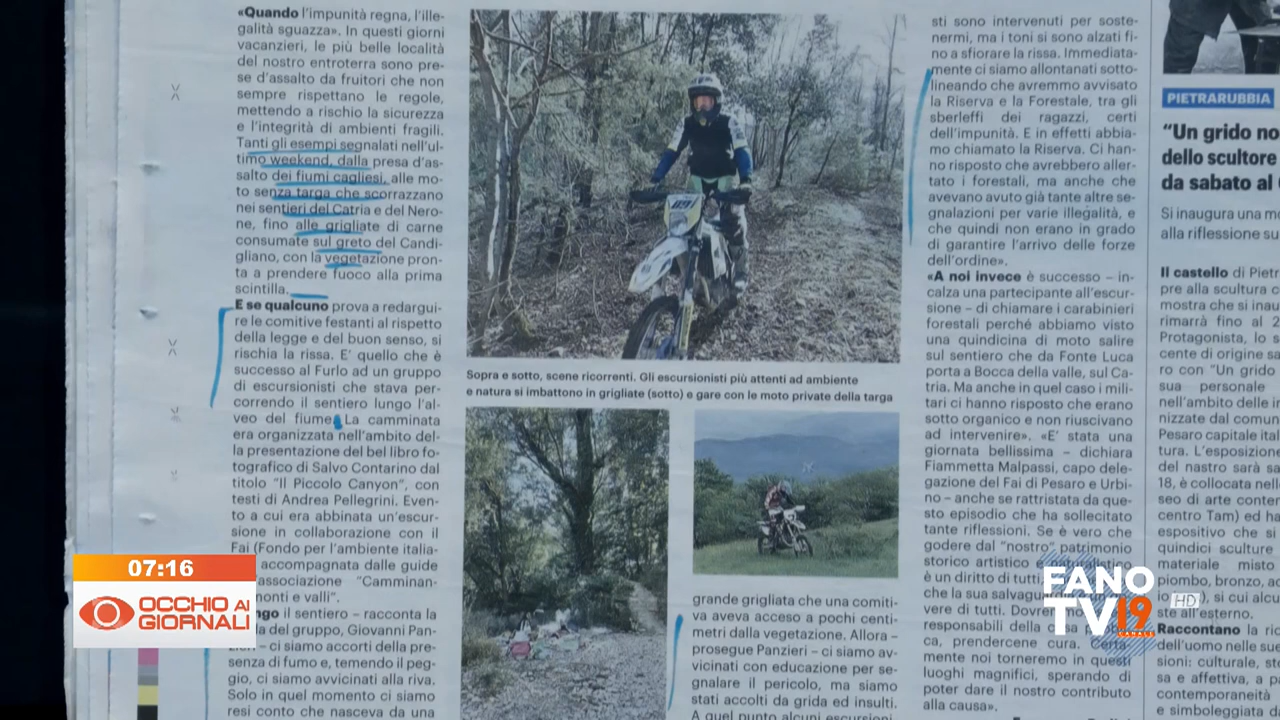 «Quando l'impunità regna, l'ille-
galità sguazza». In questi giorni
vacanzieri, le più belle località
del nostro entroterra sono pre-
se d'assalto da fruitori che non
sempre rispettano le regole,
mettendo a rischio la sicurezza
e l'integrità di ambienti fragili.
Tanti gli esempi segnalati nell'ul-
timo weekend, dalla presa d'as-
salto dei fiumi cagliesi, alle mo-
to senza targa che scorrazzano
nei sentieri del Catria e del Nero-
ne, fino alle grigliate di carne
consumate sul greto del Candi-
gliano, con la vegetazione pron-
ta a prendere fuoco alla prima
scintilla.
E se qualcuno prova a redargui-
re le comitive festanti al rispetto
della legge e del buon senso, si
rischia la rissa. E' quello che è
successo al Furlo ad un gruppo
di escursionisti che stava per-
correndo il sentiero lungo l'al-
veo del fiume. La camminata
era organizzata nell'ambito del-
la presentazione del bel libro fo-
tografico di Salvo Contarino dal
titolo "Il Piccolo Canyon", con
testi di Andrea Pellegrini. Even-
to a cui era abbinata un'escur-
sione in collaborazione con il
Fai (Fondo per l'ambiente italia-
accompagnata dalle guide
associazione "Camminan-
monti e valli".
ngo il sentiero – racconta la
da del gruppo, Giovanni Pan-
– ci siamo accorti della pre-
senza di fumo e, temendo il peg-
gio, ci siamo avvicinati alla riva.
Solo in quel momento ci siamo
resi conto che nasceva da una
Sopra e sotto, scene ricorrenti. Gli escursionisti più attenti ad ambiente
e natura si imbattono in grigliate (sotto) e gare con le moto private della targa
grande grigliata che una comiti-
va aveva acceso a pochi centi-
metri dalla vegetazione. Allora –
prosegue Panzieri – ci siamo av-
vicinati con educazione per se-
gnalare il pericolo, ma siamo
stati accolti da grida ed insulti.
A quel punto alcuni escursioni-
sti sono intervenuti per soste-
nermi, ma i toni si sono alzati fi-
no a sfiorare la rissa. Immediata-
mente ci siamo allontanati sotto-
lineando che avremmo avvisato
la Riserva e la Forestale, tra gli
sberleffi dei ragazzi, certi
dell'impunità. E in effetti abbia-
mo chiamato la Riserva. Ci han-
no risposto che avrebbero aller-
tato i forestali, ma anche che
avevano avuto già tante altre se-
gnalazioni per varie illegalità, e
che quindi non erano in grado
di garantire l'arrivo delle forze
dell'ordine».
«A noi invece è successo – in-
calza una partecipante all'escur-
sione – di chiamare i carabinieri
forestali perché abbiamo visto
una quindicina di moto salire
sul sentiero che da Fonte Luca
porta a Bocca della valle, sul Ca-
tria. Ma anche in quel caso i mili-
tari ci hanno risposto che erano
sotto organico e non riuscivano
ad intervenire». «E' stata una
giornata bellissima – dichiara
Fiammetta Malpassi, capo dele-
gazione del Fai di Pesaro e Urbi-
no – anche se rattristata da que-
sto episodio che ha sollecitato
tante riflessioni. Se è vero che
godere dal "nostro" patrimonio
storico artistico
è un diritto di tutti
che la sua salvagu
vere di tutti. Dovre
responsabili della
ca, prendercene cura. Certa
mente noi torneremo in questi
luoghi magnifici, sperando di
poter dare il nostro contributo
alla causa».
PIETRARUBBIA
"Un grido no
dello scultore
da sabato al
Si inaugura una m
alla riflessione su
Il castello di Piet
pre alla scultura c
mostra che si inau
rimarrà fino al 2
Protagonista, lo s
cente di origine sa
ro con "Un grido
sua personale
nell'ambito delle in
nizzate dal comun
Pesaro capitale ita
tura. L'esposizione
del nastro sarà sa
18, è collocata nelle
seo di arte conten
centro Tam) ed ha
espositivo che si
quindici sculture
materiale misto
piombo, bronzo, ac
si cui alcu
ste all'esterno.
Raccontano la ric
dell'uomo nelle sue
sioni: culturale, sto
sa e affettiva, a pa
contemporaneità
e simboleggiata d
07:16
OCCHIO AI
GIORNALI
FANO
TV 19
CANALE
HD